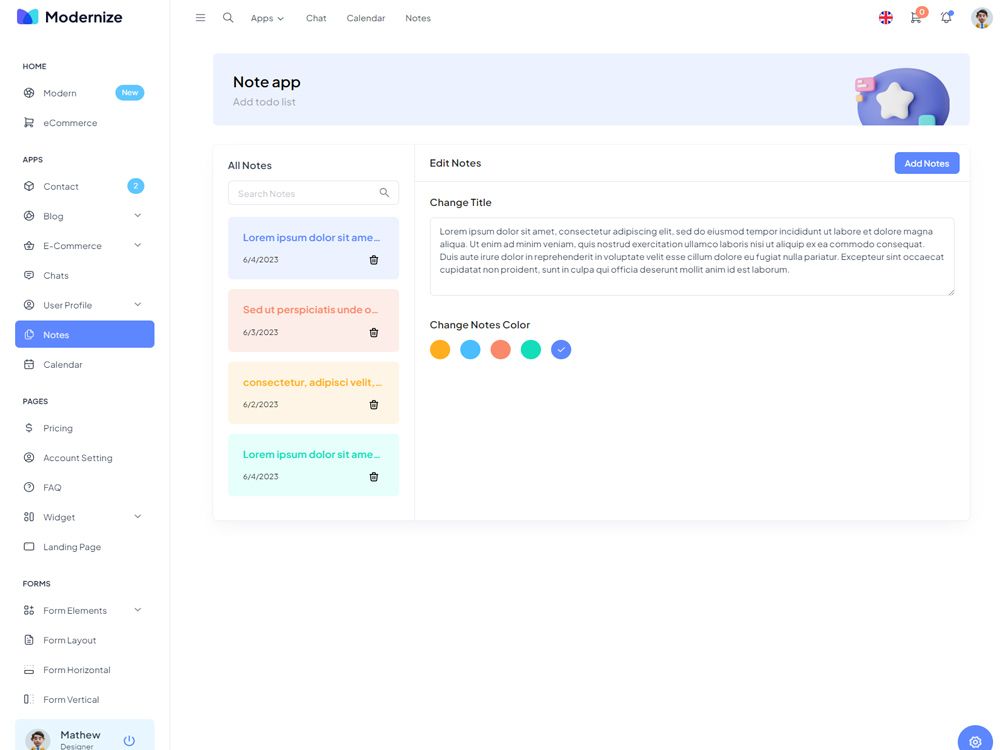 Modernize
Apps
Chat
Calendar
Notes
0
HOME
Modern
New
eCommerce
APPS
Contact
2
Blog
E-Commerce
Chats
User Profile
Notes
Calendar
PAGES
Pricing
Account Setting
FAQ
Widget
Landing Page
FORMS
Form Elements
Form Layout
Form Horizontal
Form Vertical
Mathew
Designer
Note app
Add todo list
All Notes
Search Notes
Lorem ipsum dolor sit ame...
6/4/2023
Sed ut perspiciatis unde o...
6/3/2023
consectetur, adipisci velit,...
6/2/2023
Lorem ipsum dolor sit ame...
6/4/2023
Edit Notes
Add Notes
Change Title
Lorem ipsum dolor sit amet, consectetur adipiscing elit, sed do eiusmod tempor incididunt ut labore et dolore magna
aliqua. Ut enim ad minim veniam, quis nostrud exercitation ullamco laboris nisi ut aliquip ex ea commodo consequat.
Duis aute irure dolor in reprehenderit in voluptate velit esse cillum dolore eu fugiat nulla pariatur. Excepteur sint occaecat
cupidatat non proident, sunt in culpa qui officia deserunt mollit anim id est laborum.
Change Notes Color